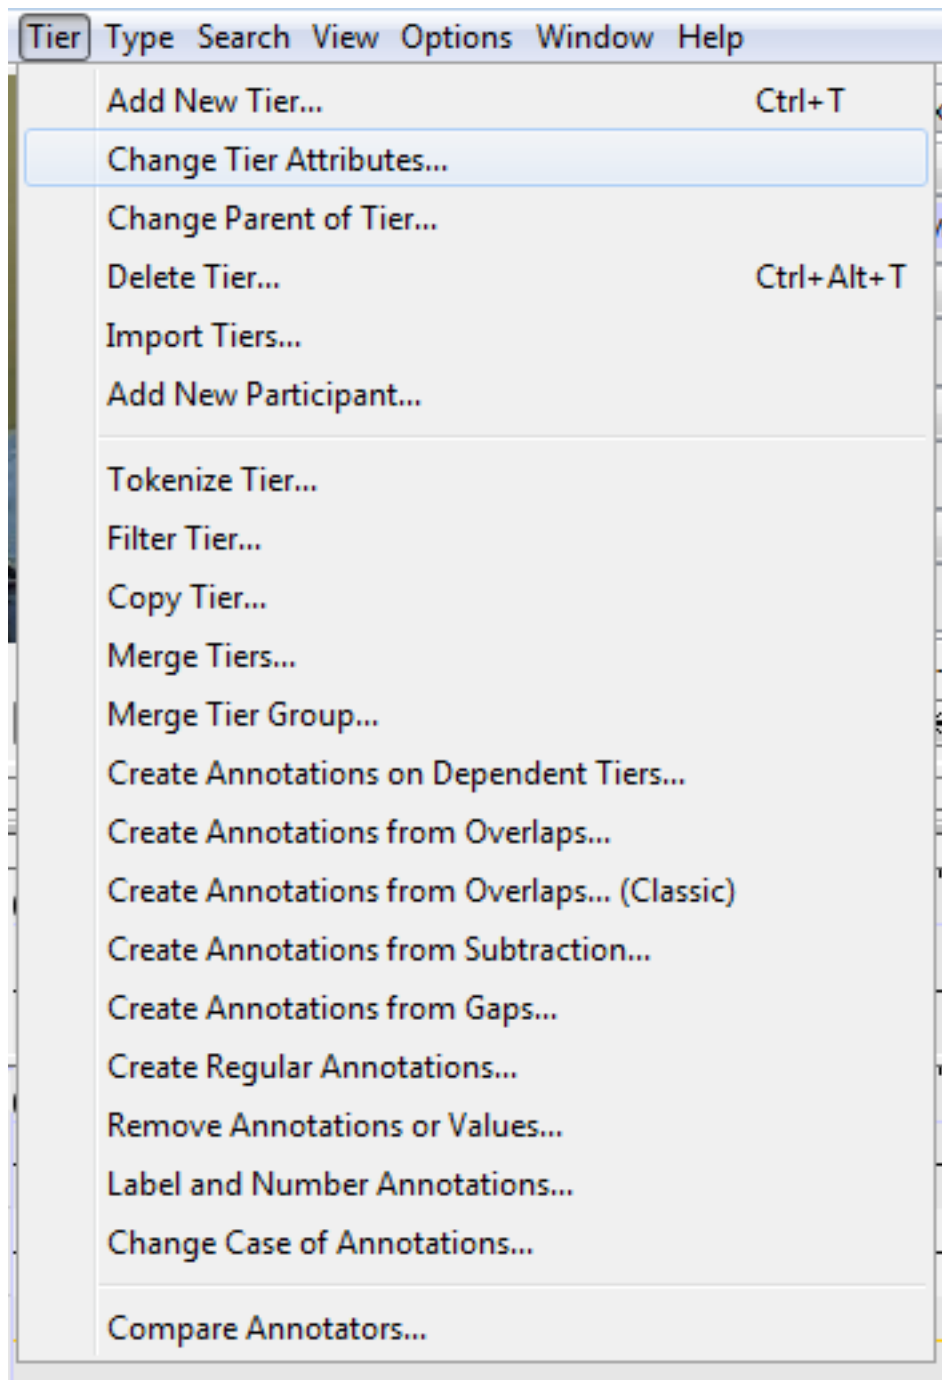 Tier Type Search View Options Window Help
Add New Tier... Ctrl+T
Change Tier Attributes...
Change Parent of Tier...
Delete Tier... Ctrl+Alt+T
Import Tiers...
Add New Participant...
Tokenize Tier...
Filter Tier...
Copy Tier...
Merge Tiers...
Merge Tier Group...
Create Annotations on Dependent Tiers...
Create Annotations from Overlaps...
Create Annotations from Overlaps... (Classic)
Create Annotations from Subtraction...
Create Annotations from Gaps...
Create Regular Annotations...
Remove Annotations or Values...
Label and Number Annotations...
Change Case of Annotations...
Compare Annotators...